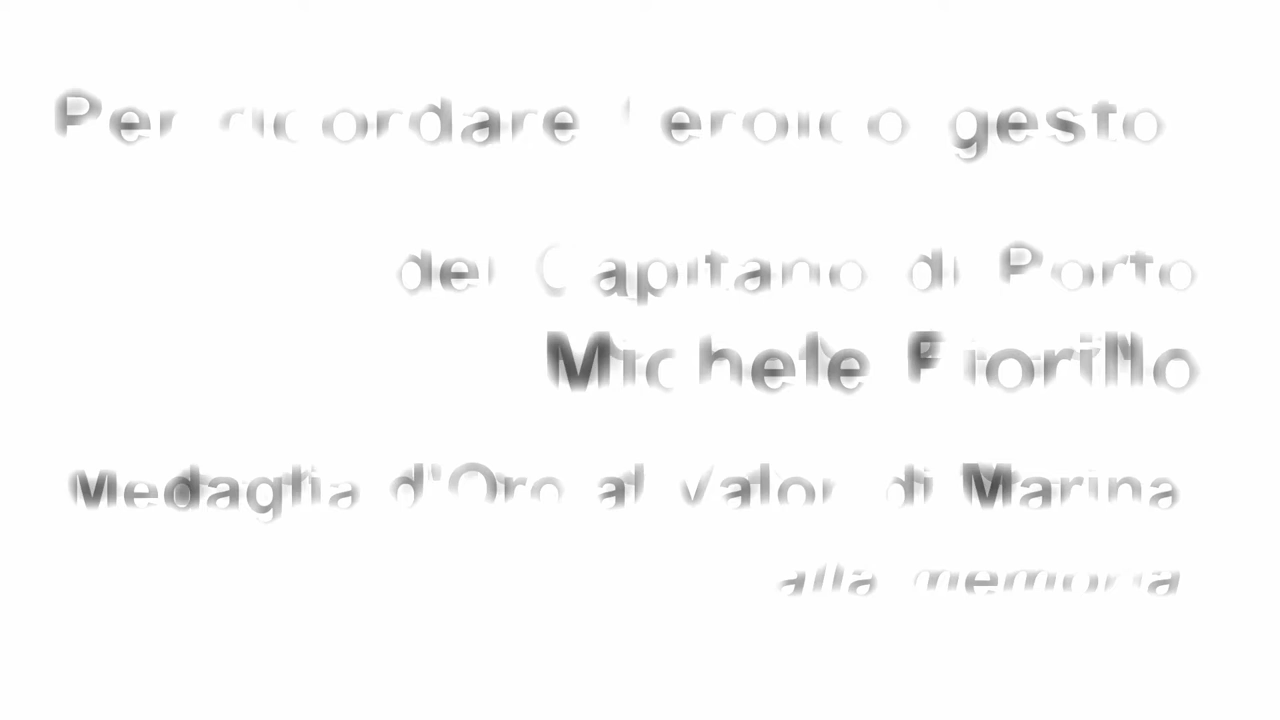 Per ricordare l'eroico gesto
del Capitano di Porto
Michele Fiorillo
Medaglia d'Oro al Valor di Marina
alla memoria